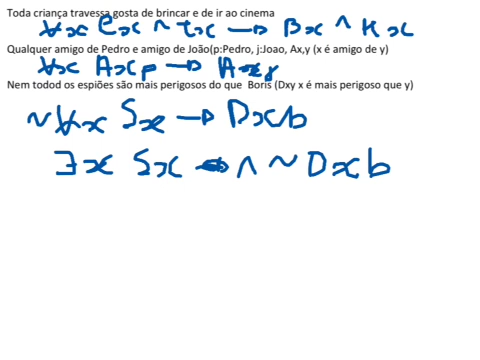 Toda criança travessa gosta de brincar e de ir ao cinema
∀x Cx ∧ tx → Bx ∧ Kx
Qualquer amigo de Pedro e amigo de João(p:Pedro, j:Joao, Ax,y (x é amigo de y)
∀x Axp → Axj
Nem todod os espiões são mais perigosos do que Boris (Dxy x é mais perigoso que y)
~∀x Sx → Dxb
∃x Sx ∧ ~Dxb